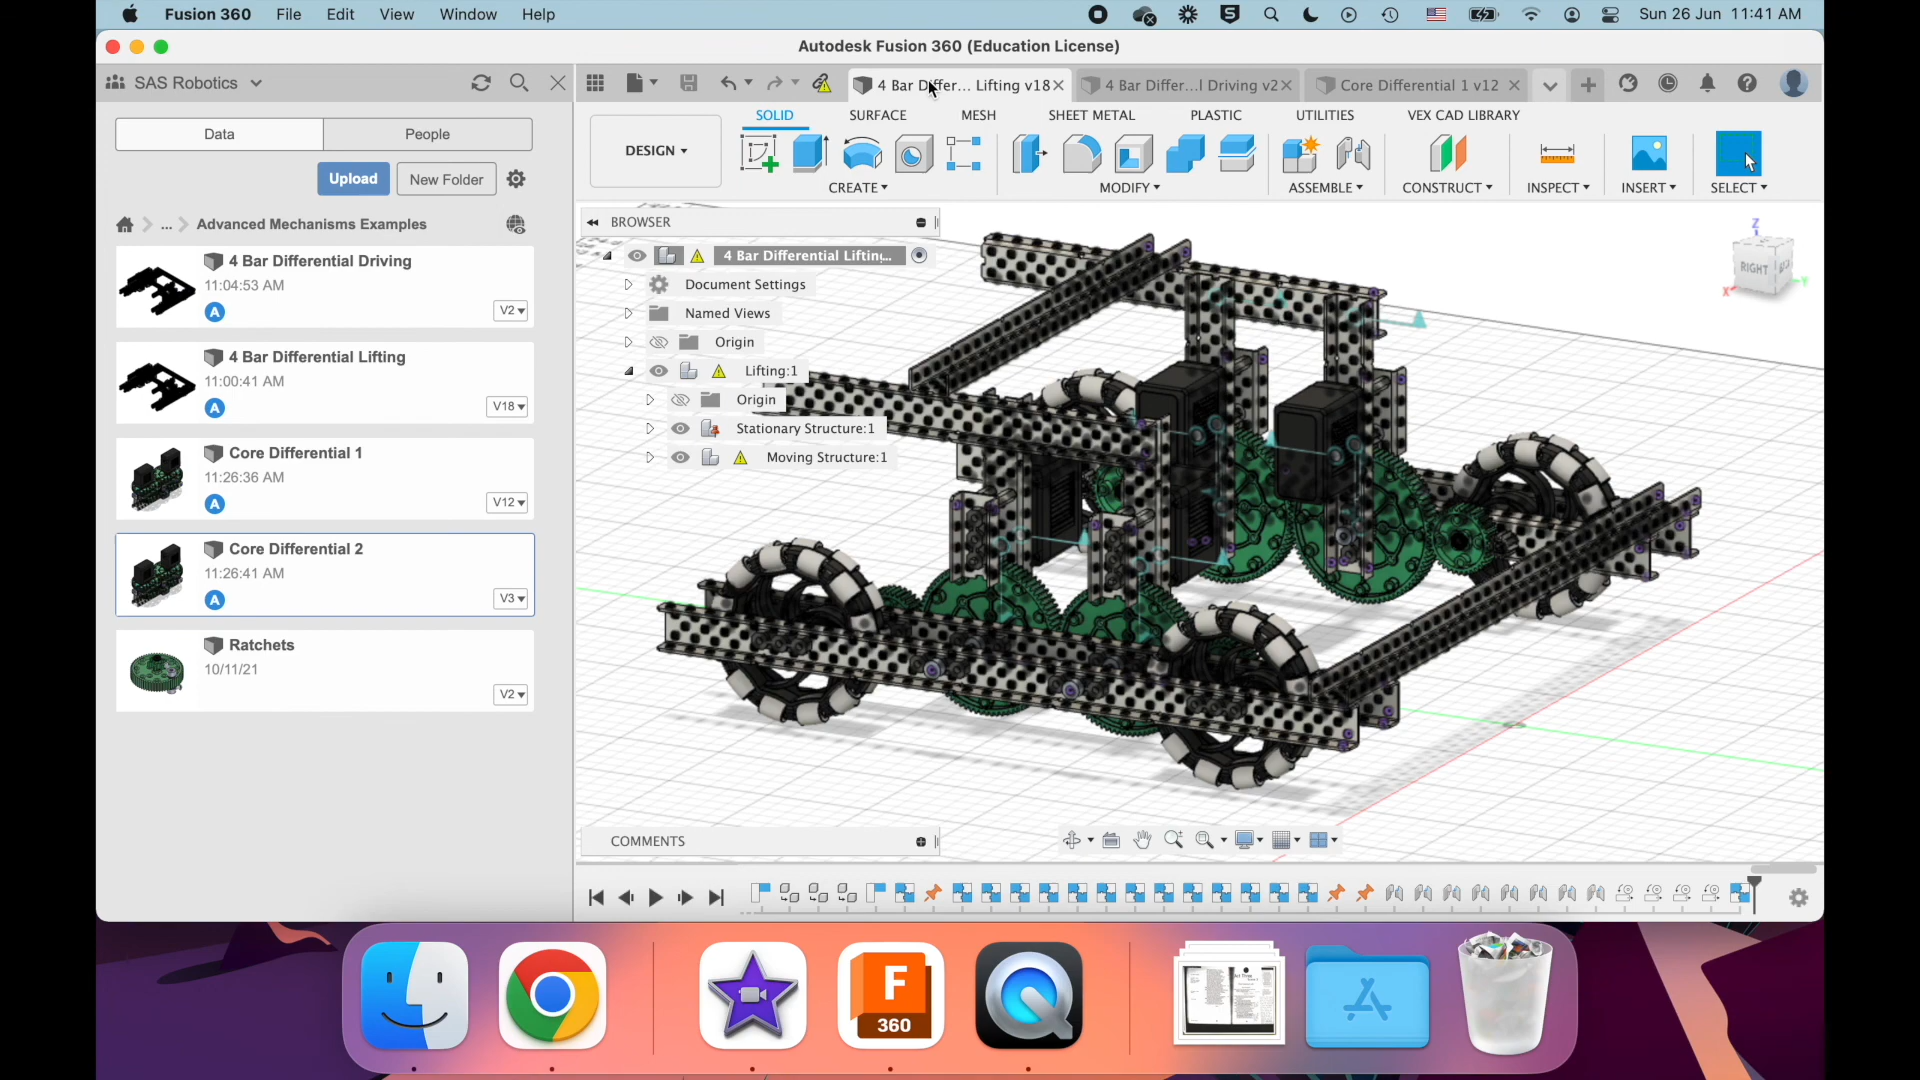 Fusion 360 File Edit View Window Help
Sun 26 Jun 11:41 AM
Autodesk Fusion 360 (Education License)
SAS Robotics
4 Bar Differ... Lifting v18
4 Bar Differ...l Driving v2
Core Differential 1 v12
Data
People
Upload
New Folder
... Advanced Mechanisms Examples
4 Bar Differential Driving
11:04:53 AM
A
V2
4 Bar Differential Lifting
11:00:41 AM
A
V18
Core Differential 1
11:26:36 AM
A
V12
Core Differential 2
11:26:41 AM
A
V3
Ratchets
10/11/21
V2
DESIGN
SOLID
SURFACE
MESH
SHEET METAL
PLASTIC
UTILITIES
VEX CAD LIBRARY
CREATE
MODIFY
ASSEMBLE
CONSTRUCT
INSPECT
INSERT
SELECT
BROWSER
4 Bar Differential Lifting...
Document Settings
Named Views
Origin
Lifting:1
Origin
Stationary Structure:1
Moving Structure:1
Z
RIGHT
X
Y
COMMENTS
F
360